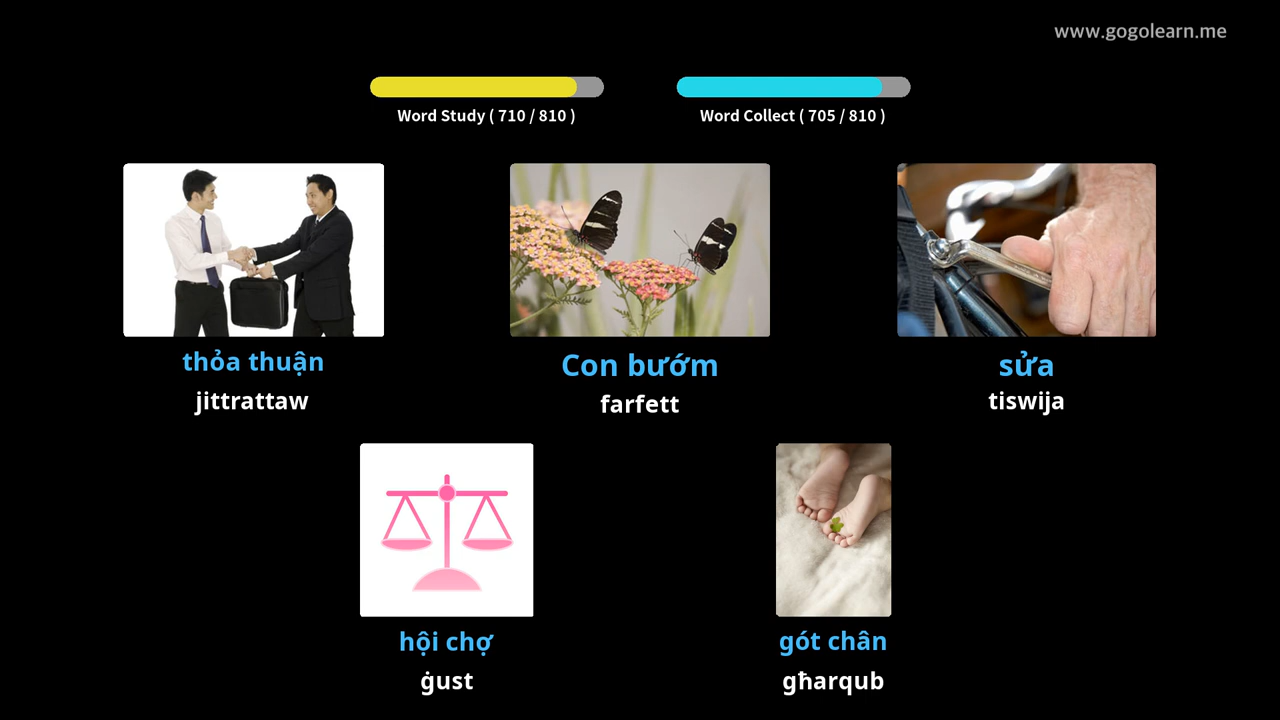 www.gogolearn.me
Word Study ( 710 / 810 )
Word Collect ( 705 / 810 )
thỏa thuận
jittrattaw
Con bướm
farfett
sửa
tiswija
hội chợ
ġust
gót chân
għarqub